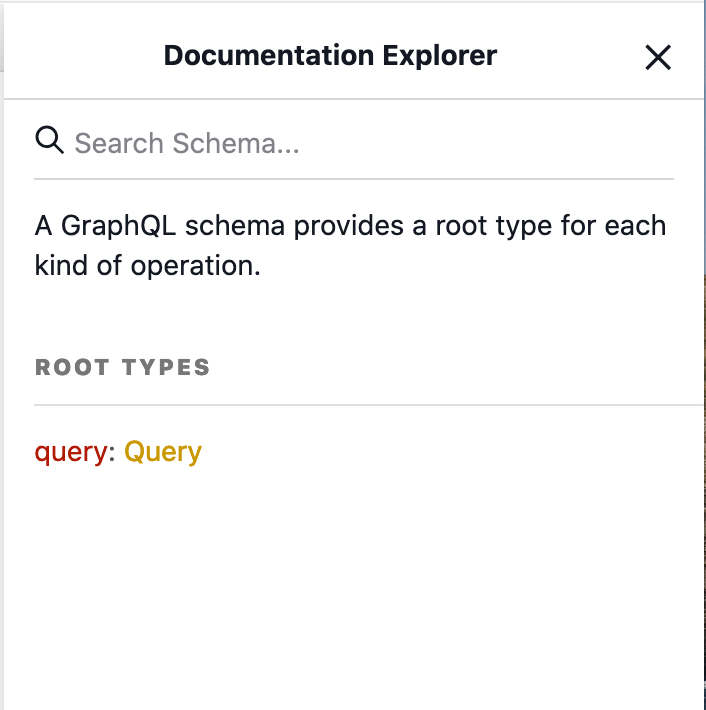 Documentation Explorer
Search Schema...
A GraphQL schema provides a root type for each
kind of operation.
ROOT TYPES
query: Query